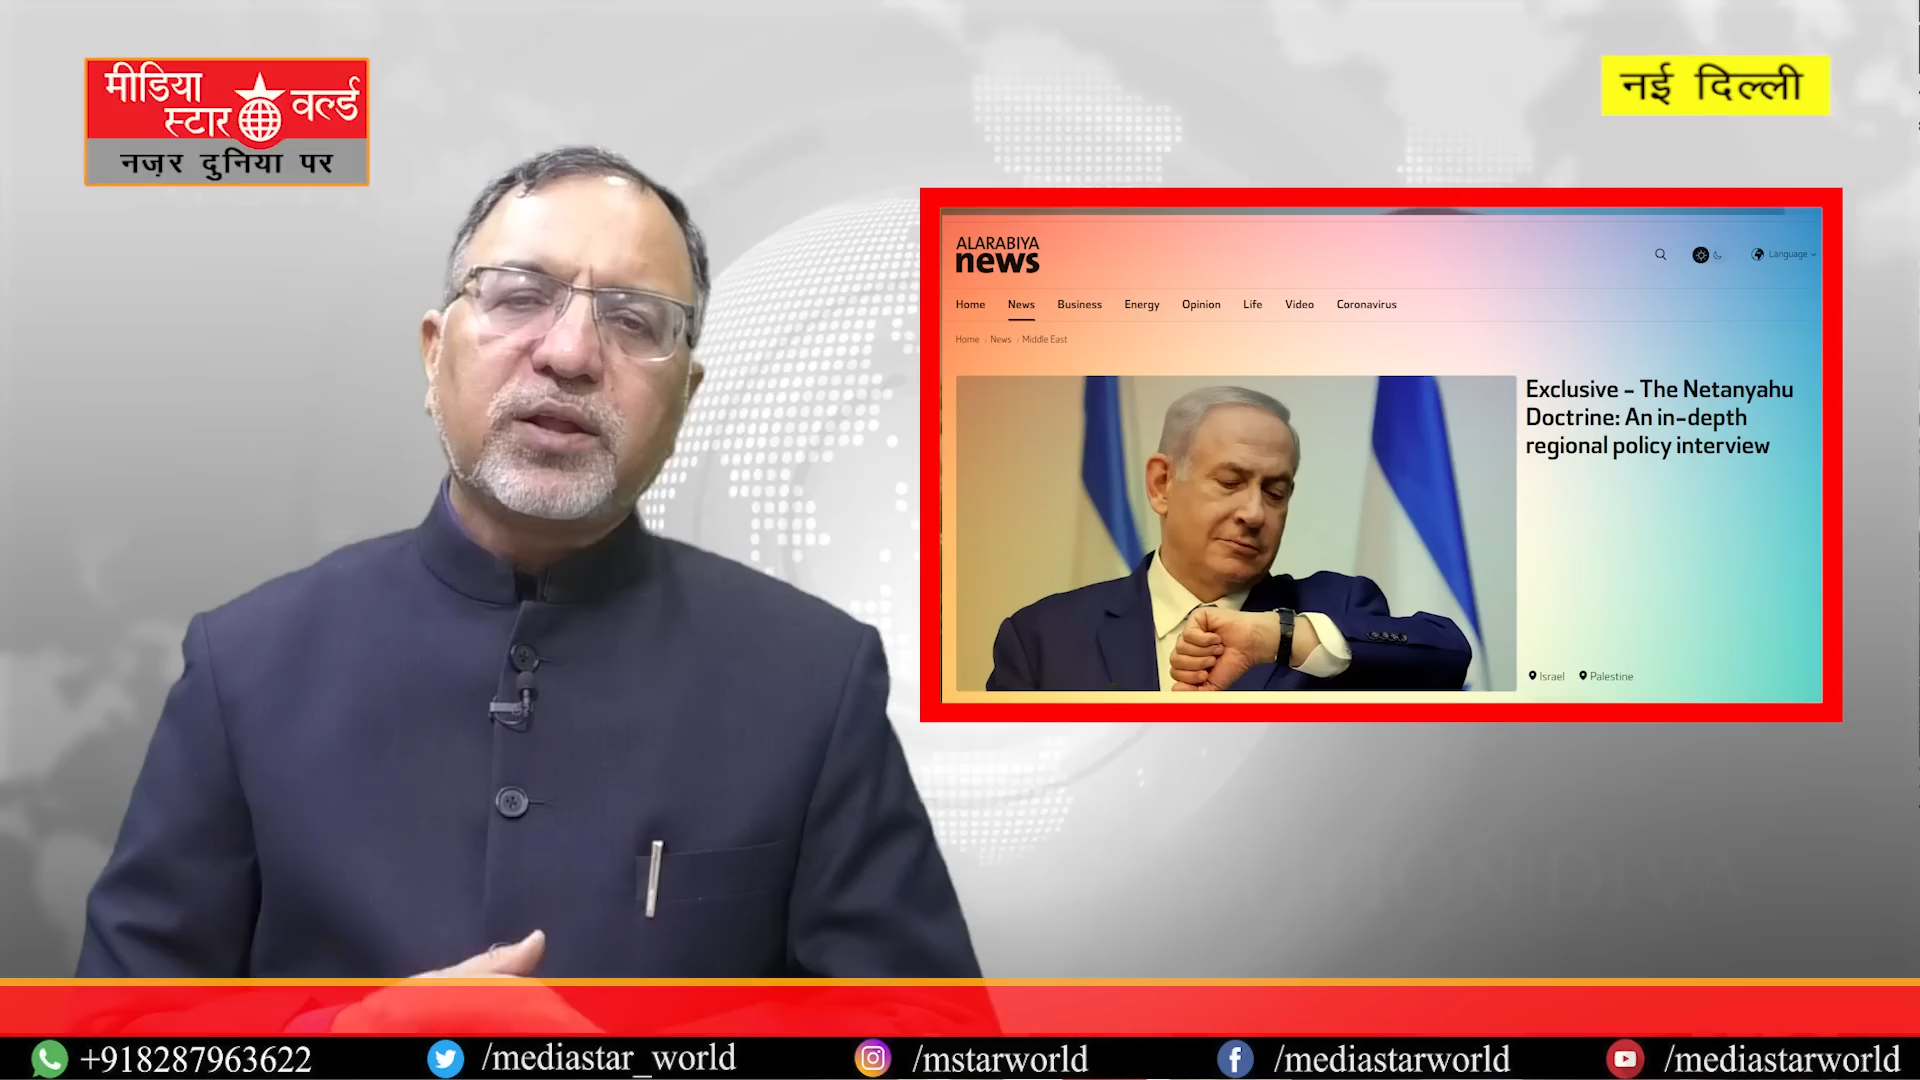 मीडिया
स्टार वर्ल्ड
नज़र दुनिया पर
नई दिल्ली
ALARABIYA
news
Language
Home News Business Energy Opinion Life Video Coronavirus
Home / News / Middle East
Exclusive - The Netanyahu
Doctrine: An in-depth
regional policy interview
Israel Palestine
+918287963622 /mediastar_world /mstarworld /mediastarworld /mediastarworld